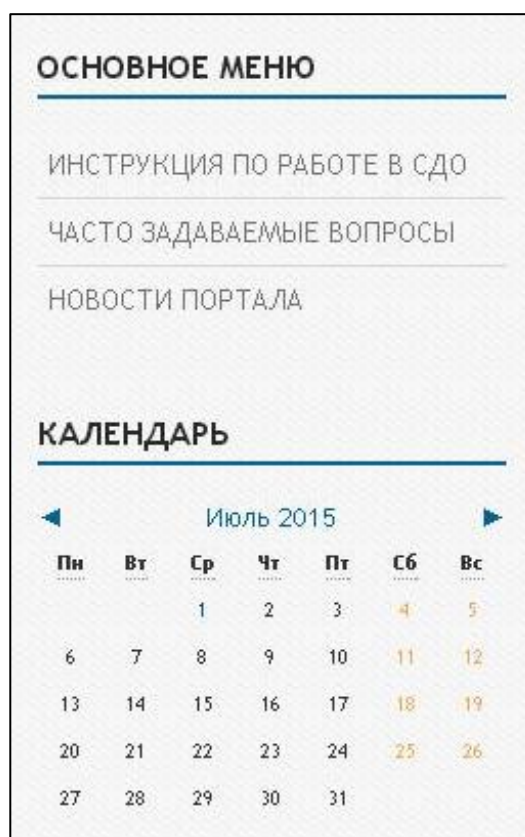 ОСНОВНОЕ МЕНЮ
ИНСТРУКЦИЯ ПО РАБОТЕ В СДО
ЧАСТО ЗАДАВАЕМЫЕ ВОПРОСЫ
НОВОСТИ ПОРТАЛА
КАЛЕНДАРЬ
◄ Июль 2015 ►
Пн Вт Ср Чт Пт Сб Вс
1 2 3 4 5
6 7 8 9 10 11 12
13 14 15 16 17 18 19
20 21 22 23 24 25 26
27 28 29 30 31